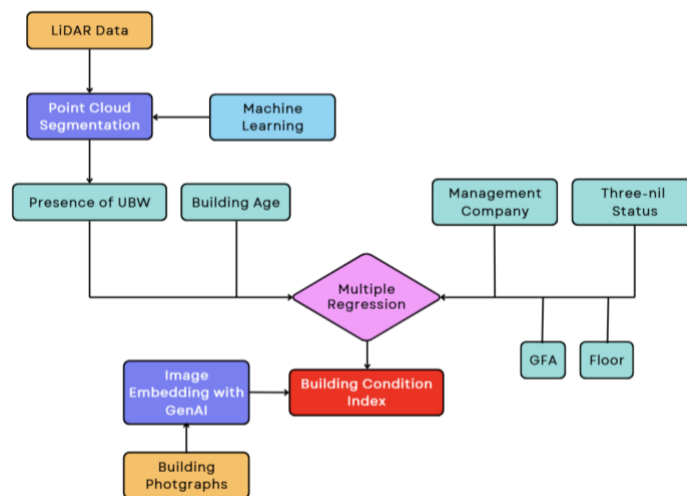 LiDAR Data
Point Cloud
Segmentation
Machine
Learning
Presence of UBW
Building Age
Management
Company
Three-nil
Status
Multiple
Regression
GFA
Floor
Image
Embedding with
GenAI
Building Condition
Index
Building
Photgraphs